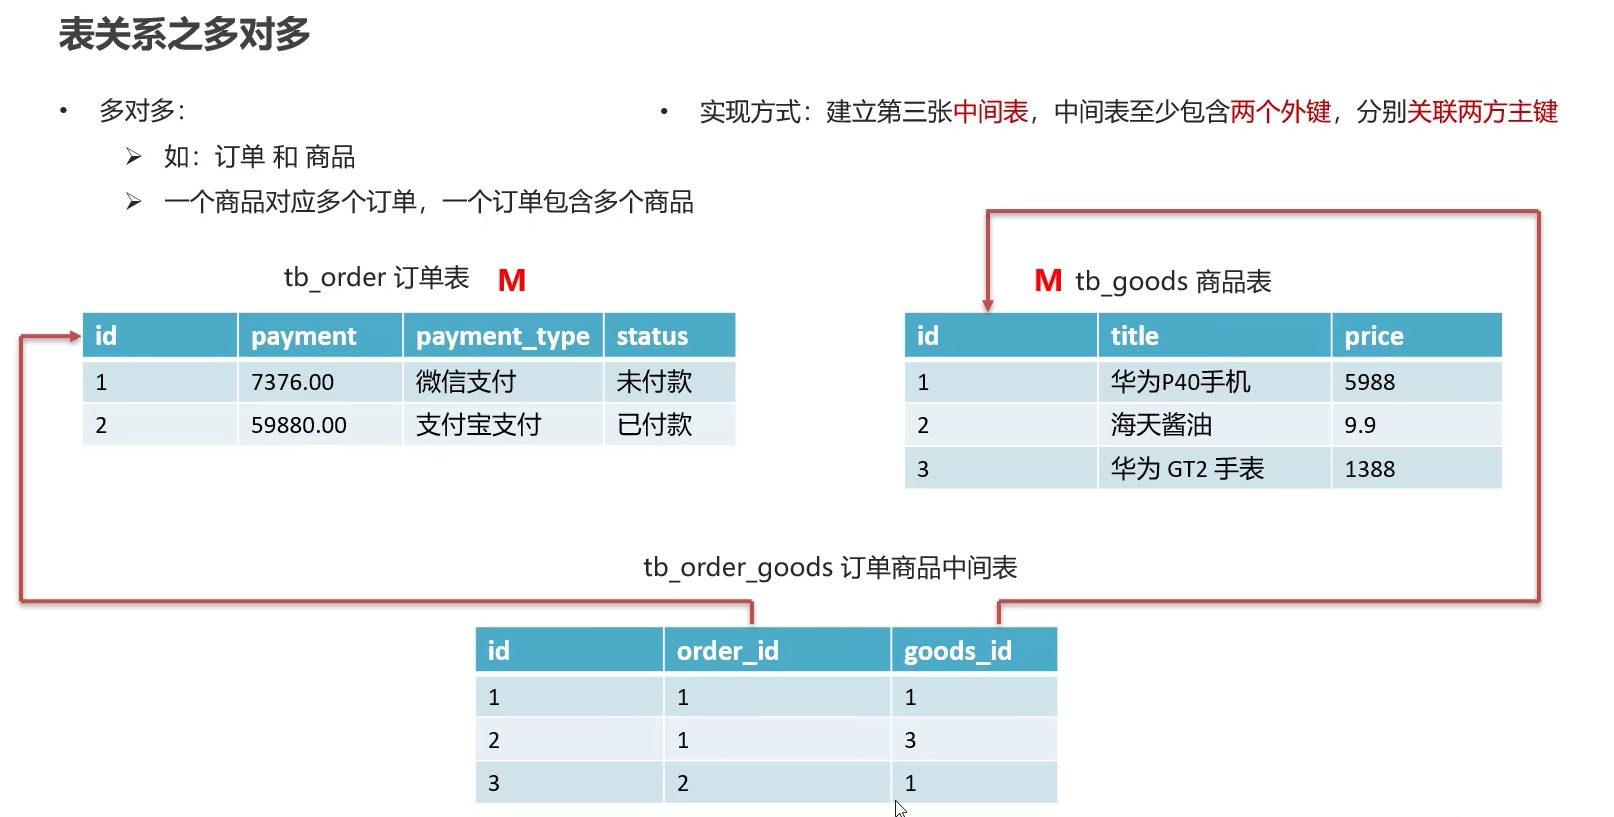 表关系之多对多
• 多对多：
➢ 如：订单 和 商品
➢ 一个商品对应多个订单，一个订单包含多个商品
• 实现方式：建立第三张中间表，中间表至少包含两个外键，分别关联两方主键
tb_order 订单表 M
id payment payment_type status
1 7376.00 微信支付 未付款
2 59880.00 支付宝支付 已付款
M tb_goods 商品表
id title price
1 华为P40手机 5988
2 海天酱油 9.9
3 华为 GT2 手表 1388
tb_order_goods 订单商品中间表
id order_id goods_id
1 1 1
2 1 3
3 2 1